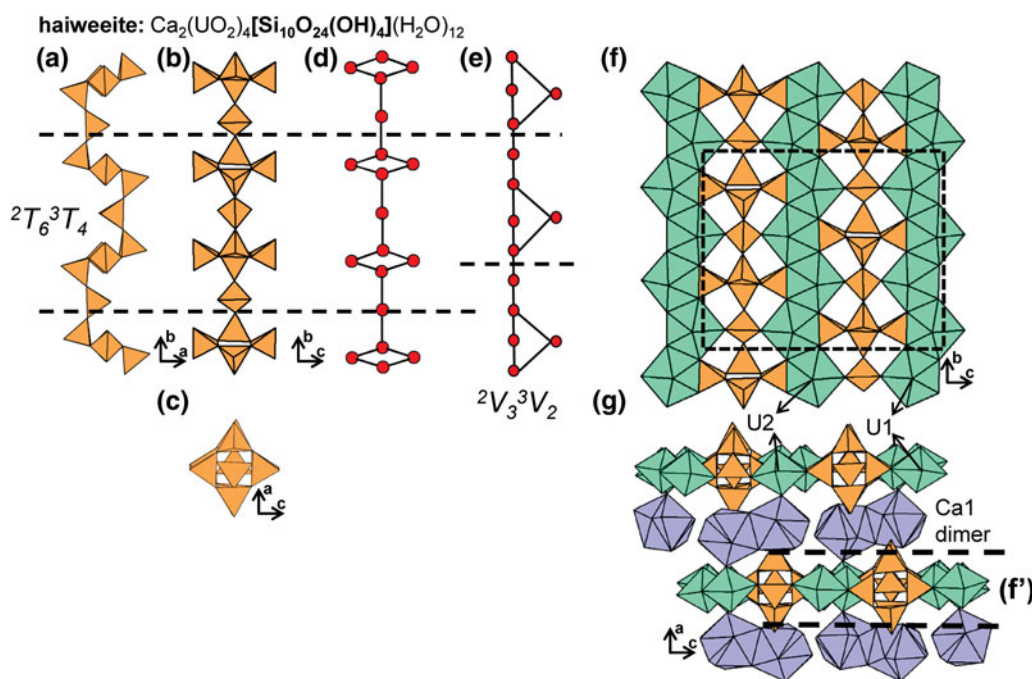 haiweeite: Ca₂(UO₂)₄[Si₁₀O₂₄(OH)₄](H₂O)₁₂
(a) (b) (d) (e) (f)
²T₆³T₄
b a
b c
²V₃³V₂
b c
(c)
a c
(g)
U2 U1
Ca1
dimer
(f')
a c